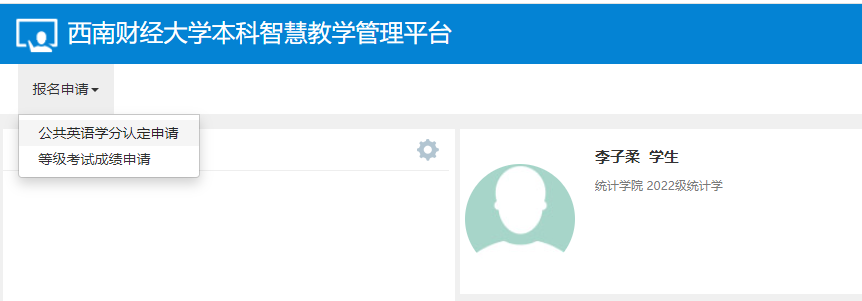 西南财经大学本科智慧教学管理平台
报名申请
公共英语学分认定申请
等级考试成绩申请
李子柔 学生
统计学院 2022级统计学